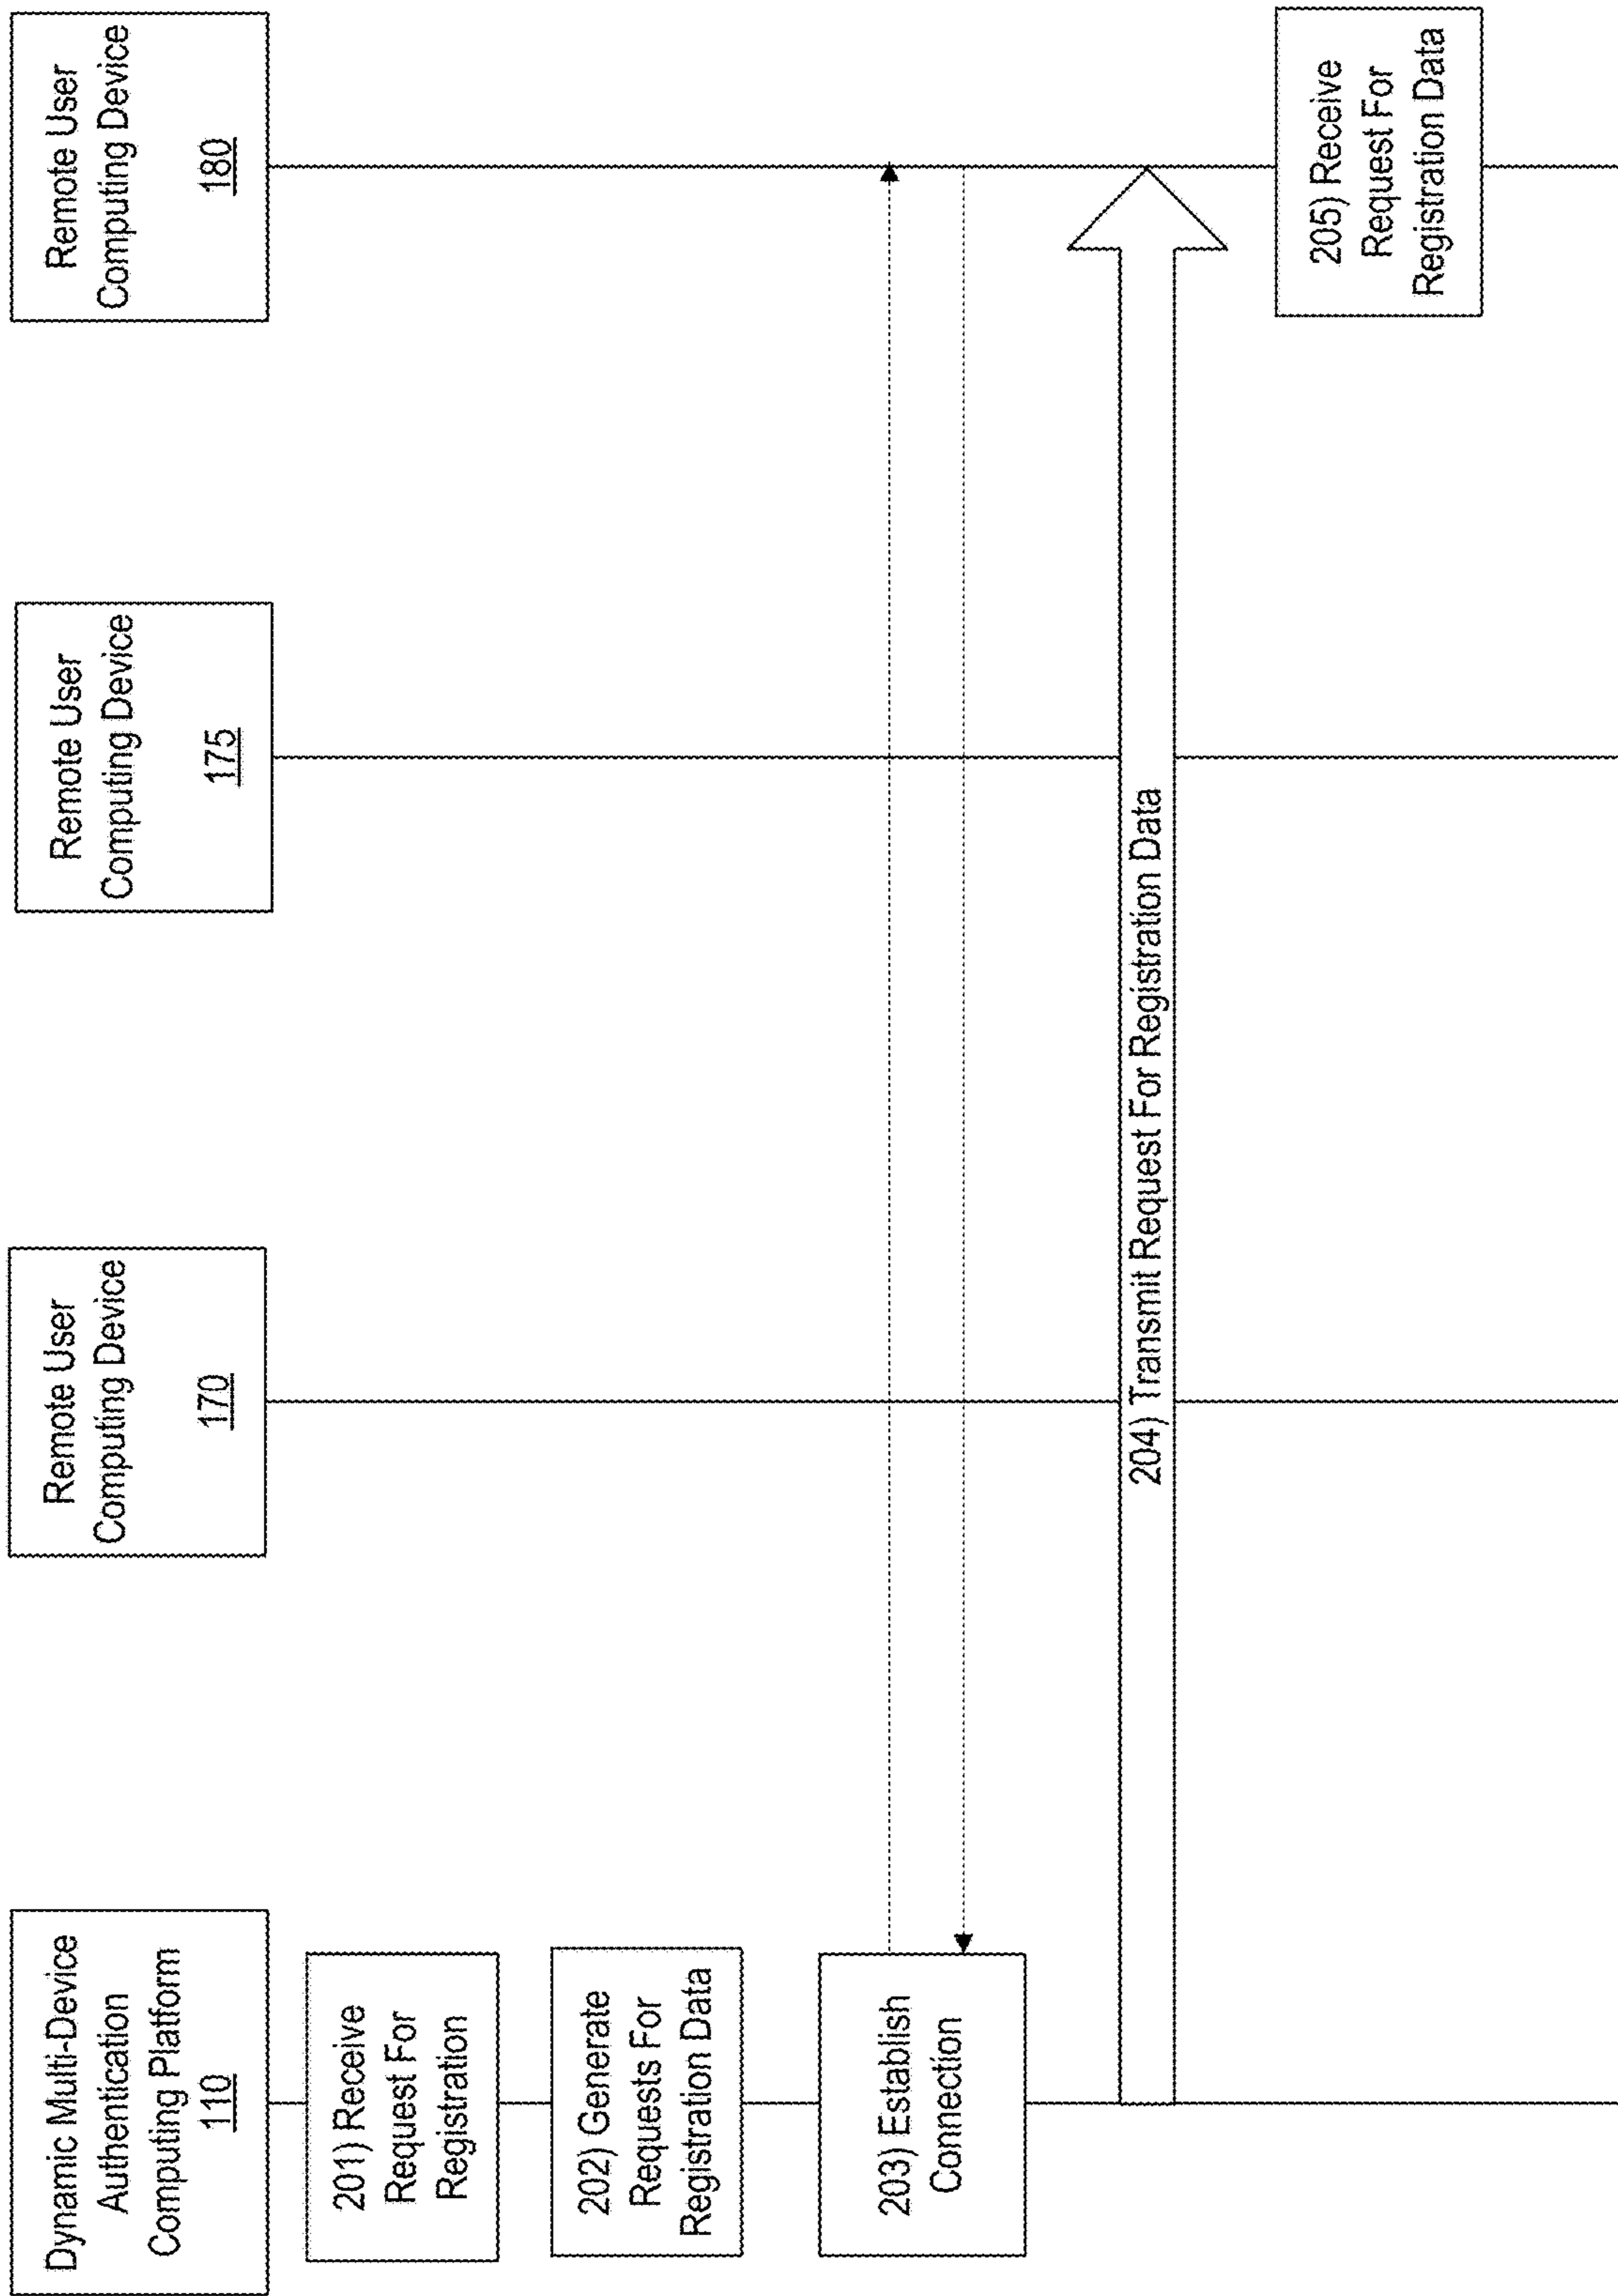 Dynamic Multi-Device
Authentication
Computing Platform
110
Remote User
Computing Device
170
Remote User
Computing Device
175
Remote User
Computing Device
180
201) Receive
Request For
Registration
202) Generate
Requests For
Registration Data
203) Establish
Connection
204) Transmit Request For Registration Data
205) Receive
Request For
Registration Data